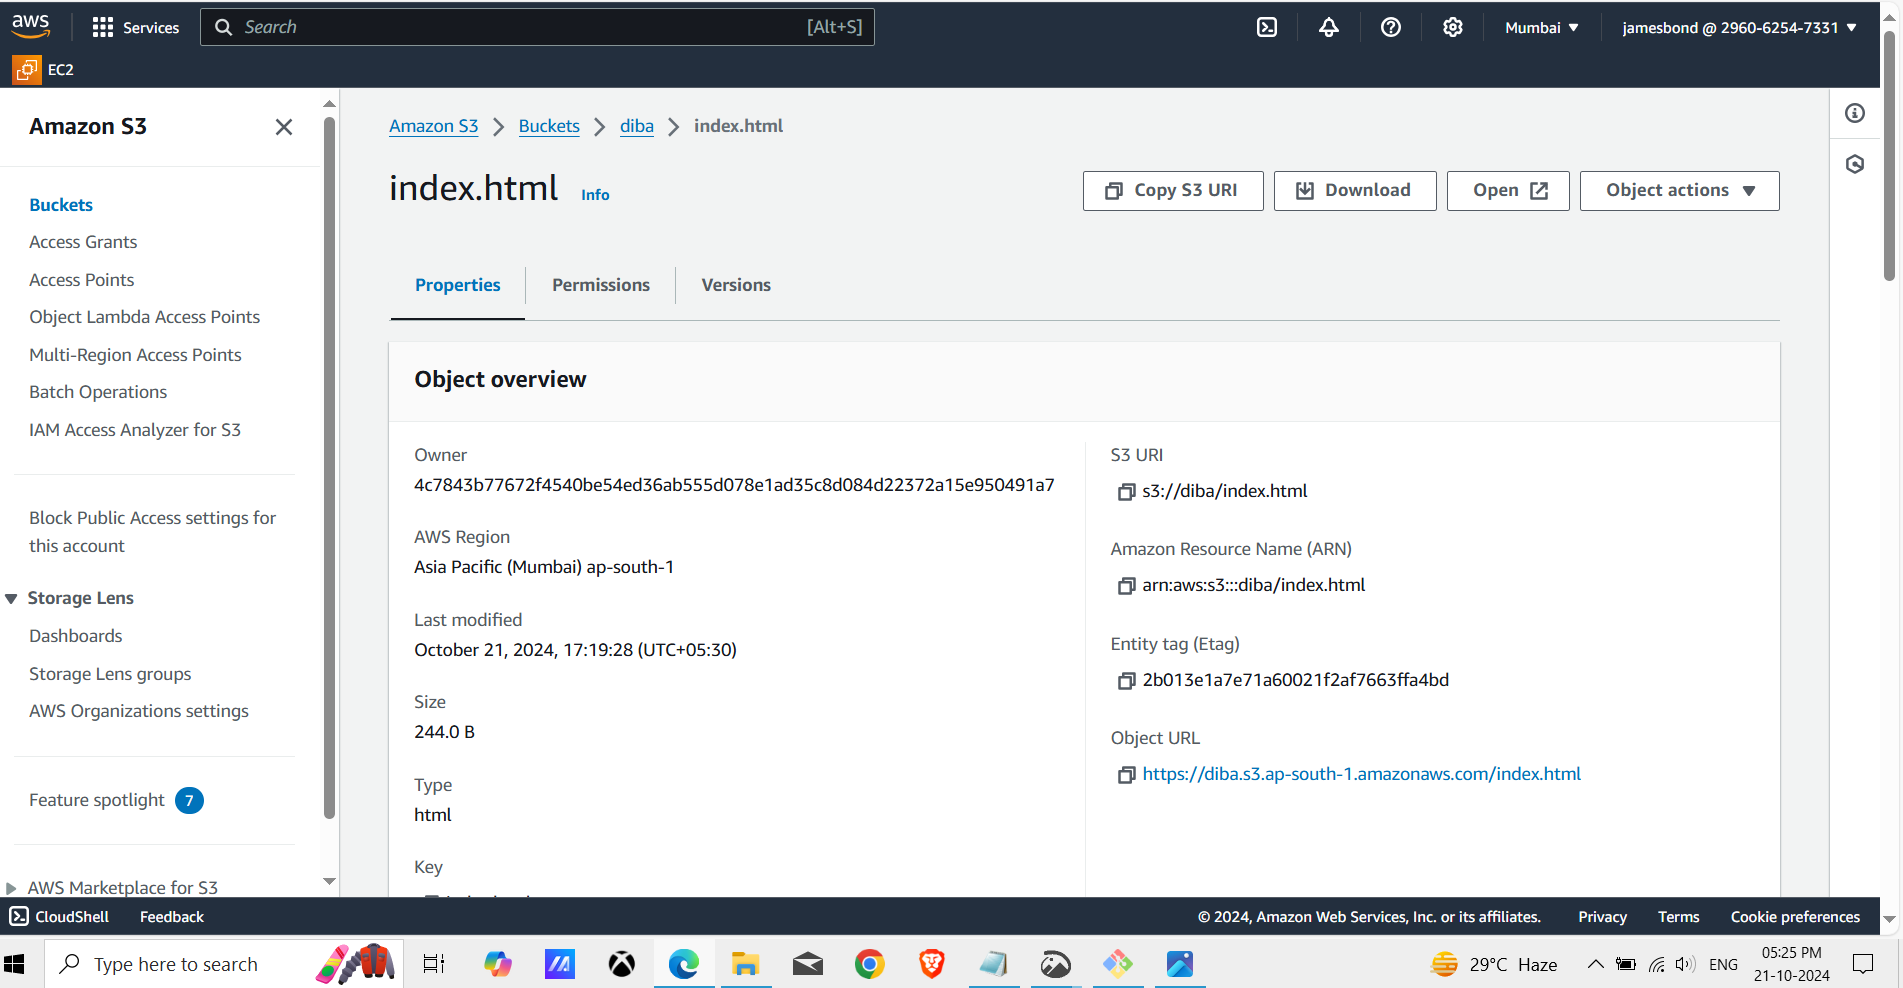 aws
Services
Search
[Alt+S]
Mumbai
jamesbond @ 2960-6254-7331
EC2
Amazon S3
Buckets
Access Grants
Access Points
Object Lambda Access Points
Multi-Region Access Points
Batch Operations
IAM Access Analyzer for S3
Block Public Access settings for
this account
Storage Lens
Dashboards
Storage Lens groups
AWS Organizations settings
Feature spotlight 7
AWS Marketplace for S3
Amazon S3 > Buckets > diba > index.html
index.html Info
Copy S3 URI
Download
Open
Object actions
Properties
Permissions
Versions
Object overview
Owner
4c7843b77672f4540be54ed36ab555d078e1ad35c8d084d22372a15e950491a7
AWS Region
Asia Pacific (Mumbai) ap-south-1
Last modified
October 21, 2024, 17:19:28 (UTC+05:30)
Size
244.0 B
Type
html
Key
S3 URI
s3://diba/index.html
Amazon Resource Name (ARN)
arn:aws:s3:::diba/index.html
Entity tag (Etag)
2b013e1a7e71a60021f2af7663ffa4bd
Object URL
https://diba.s3.ap-south-1.amazonaws.com/index.html
CloudShell
Feedback
© 2024, Amazon Web Services, Inc. or its affiliates.
Privacy
Terms
Cookie preferences
Type here to search
29°C Haze
ENG
05:25 PM
21-10-2024